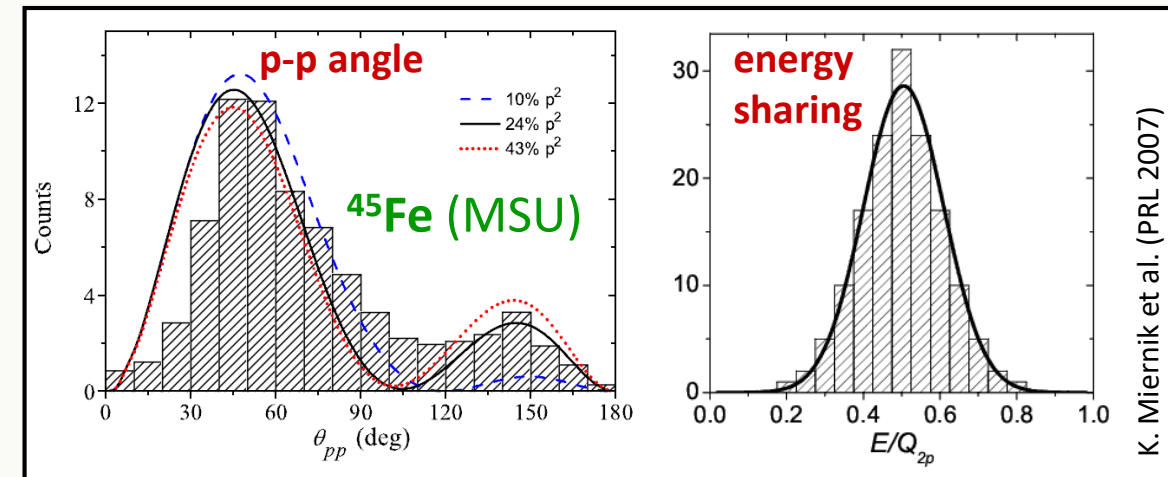 p-p angle
12
8
4
0
Counts
10% p²
24% p²
43% p²
⁴⁵Fe (MSU)
0 30 60 90 120 150 180
θpp (deg)
energy
sharing
30
20
10
0
0.0 0.2 0.4 0.6 0.8 1.0
E/Q2p
K. Miernik et al. (PRL 2007)